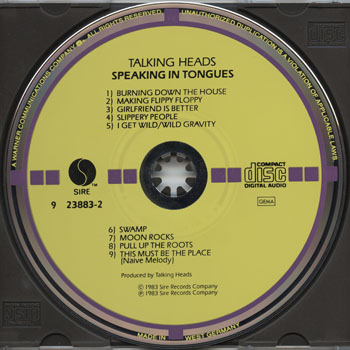 A WARNER COMMUNICATIONS COMPANY ℗. ALL RIGHTS RESERVED.
UNAUTHORIZED DUPLICATION IS A VIOLATION OF APPLICABLE LAWS.
TALKING HEADS
SPEAKING IN TONGUES
1) BURNING DOWN THE HOUSE
2) MAKING FLIPPY FLOPPY
3) GIRLFRIEND IS BETTER
4) SLIPPERY PEOPLE
5) I GET WILD/WILD GRAVITY
S
SIRE
TM
9 23883-2
COMPACT
disc
DIGITAL AUDIO
GEMA
6) SWAMP
7) MOON ROCKS
8) PULL UP THE ROOTS
9) THIS MUST BE THE PLACE
(Naive Melody)
Produced by Talking Heads
© 1983 Sire Records Company
℗ 1983 Sire Records Company
MADE IN WEST GERMANY